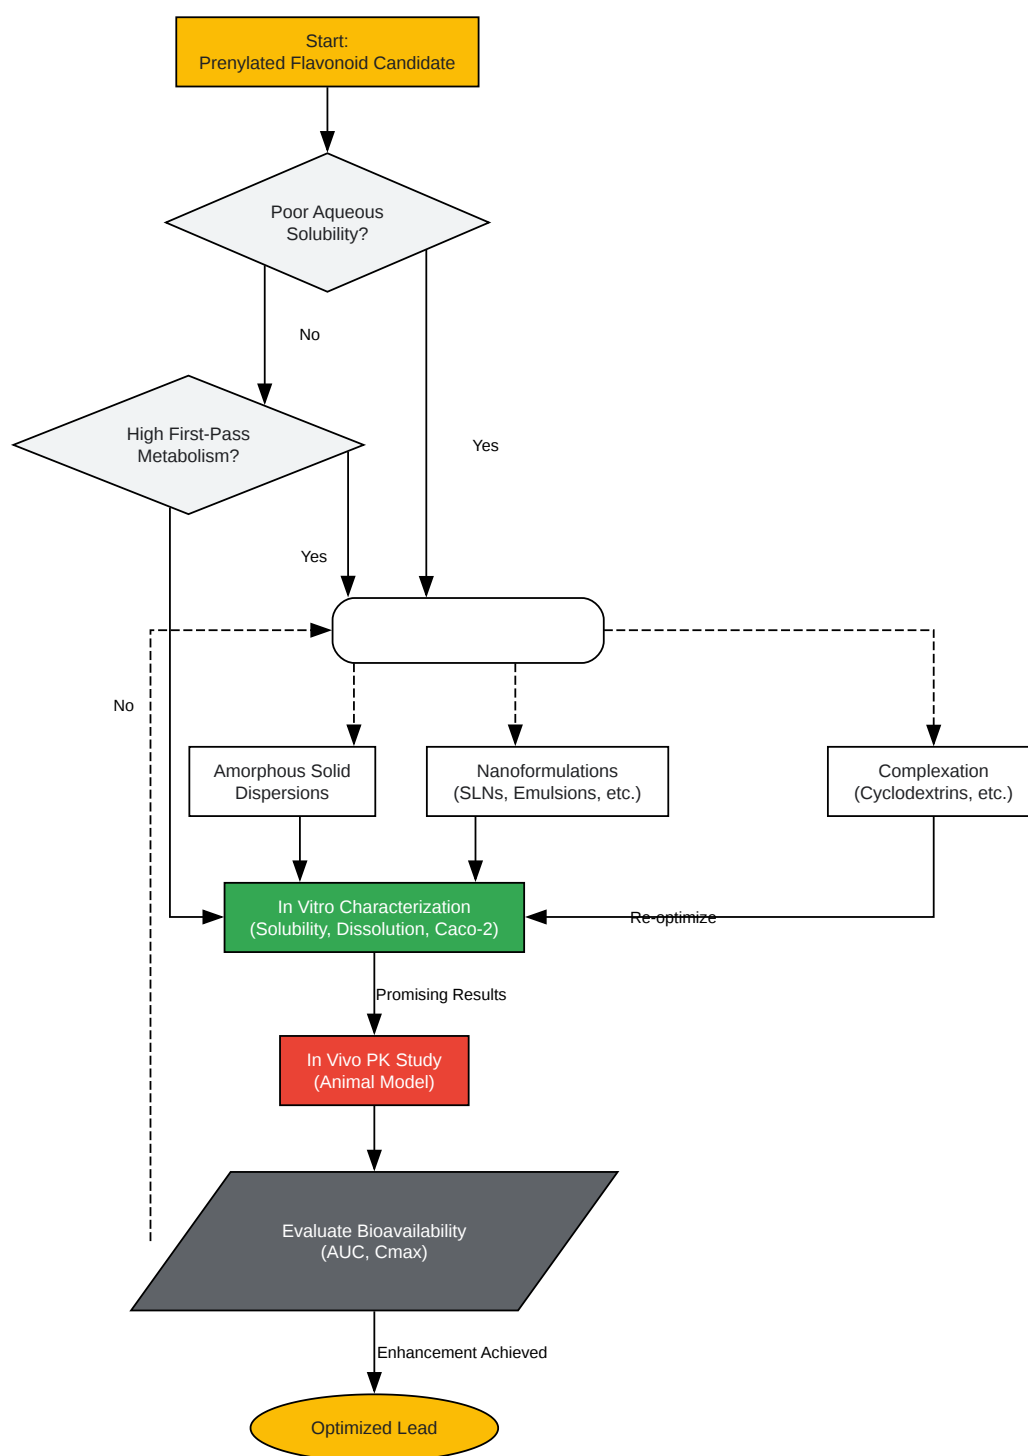 Start:
Prenylated Flavonoid Candidate
Poor Aqueous
Solubility?
No
High First-Pass
Metabolism?
Yes
Yes
No
Amorphous Solid
Dispersions
Nanoformulations
(SLNs, Emulsions, etc.)
Complexation
(Cyclodextrins, etc.)
In Vitro Characterization
(Solubility, Dissolution, Caco-2)
Re-optimize
Promising Results
In Vivo PK Study
(Animal Model)
Evaluate Bioavailability
(AUC, Cmax)
Enhancement Achieved
Optimized Lead